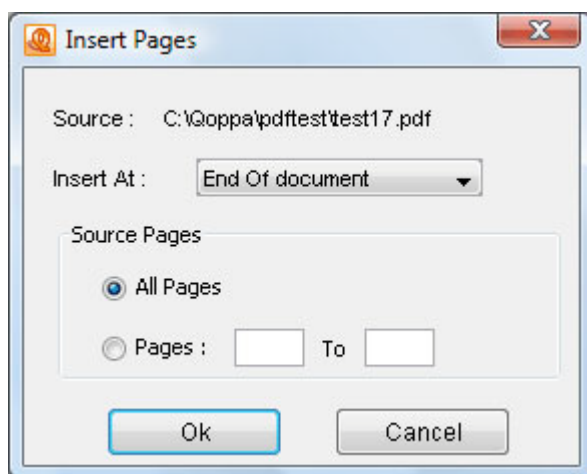 Insert Pages
Source : C:\Qoppa\pdftest\test17.pdf
Insert At : End Of document
Source Pages
All Pages
Pages : To
Ok Cancel